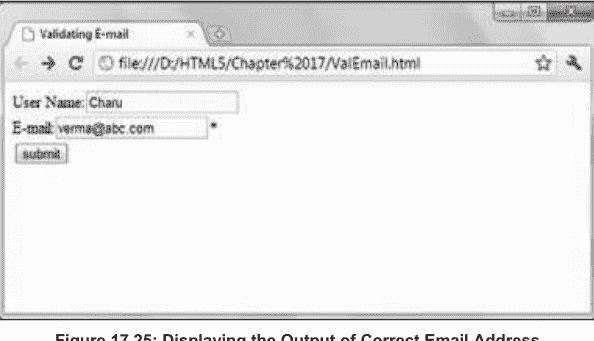 Validating E-mail
file:///D:/HTML5/Chapter%2017/ValEmail.html
User Name: Charu
E-mail: verma@abc.com *
submit
Figure 17.25: Displaying the Output of Correct Email Address